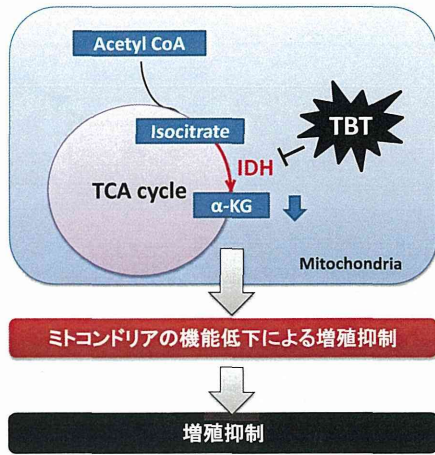 Acetyl CoA
Isocitrate
TBT
IDH
TCA cycle
α-KG
Mitochondria
ミトコンドリアの機能低下による増殖抑制
増殖抑制